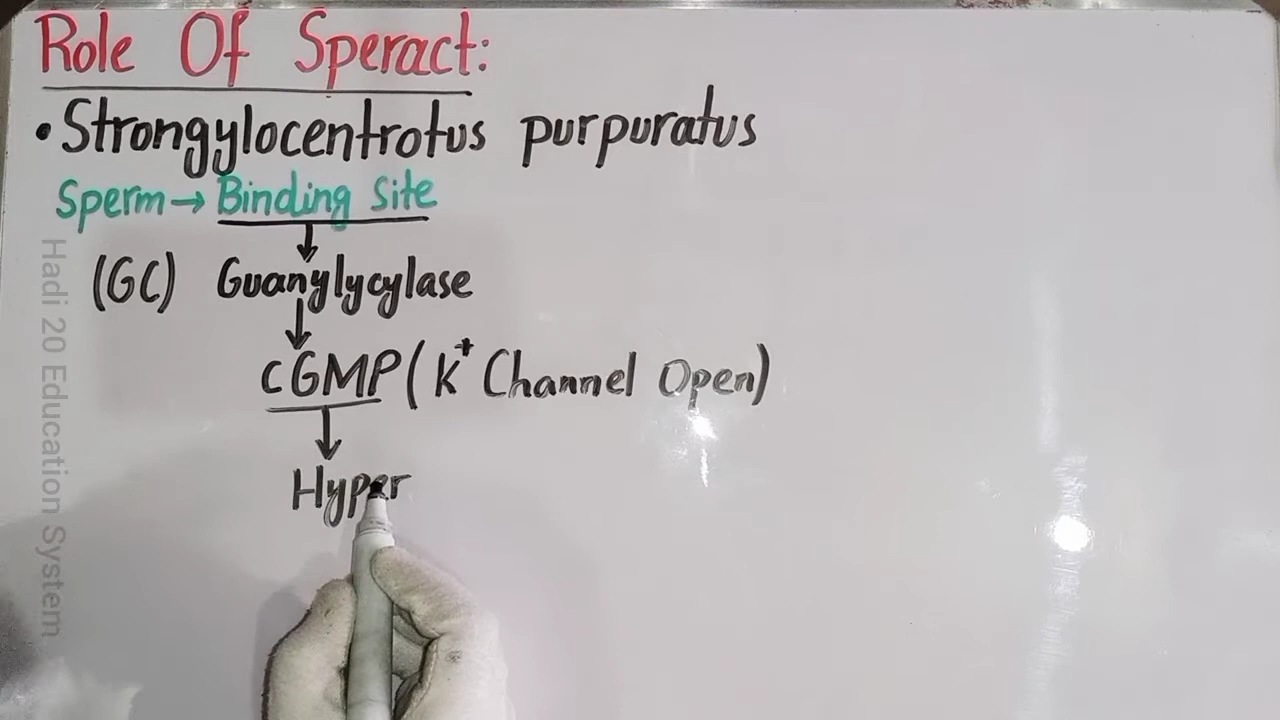 Role Of Speract:
• Strongylocentrotus purpuratus
Sperm → Binding Site
(GC) Guanylycylase
cGMP (K⁺ Channel Open)
Hyper
Hadi 20 Education System